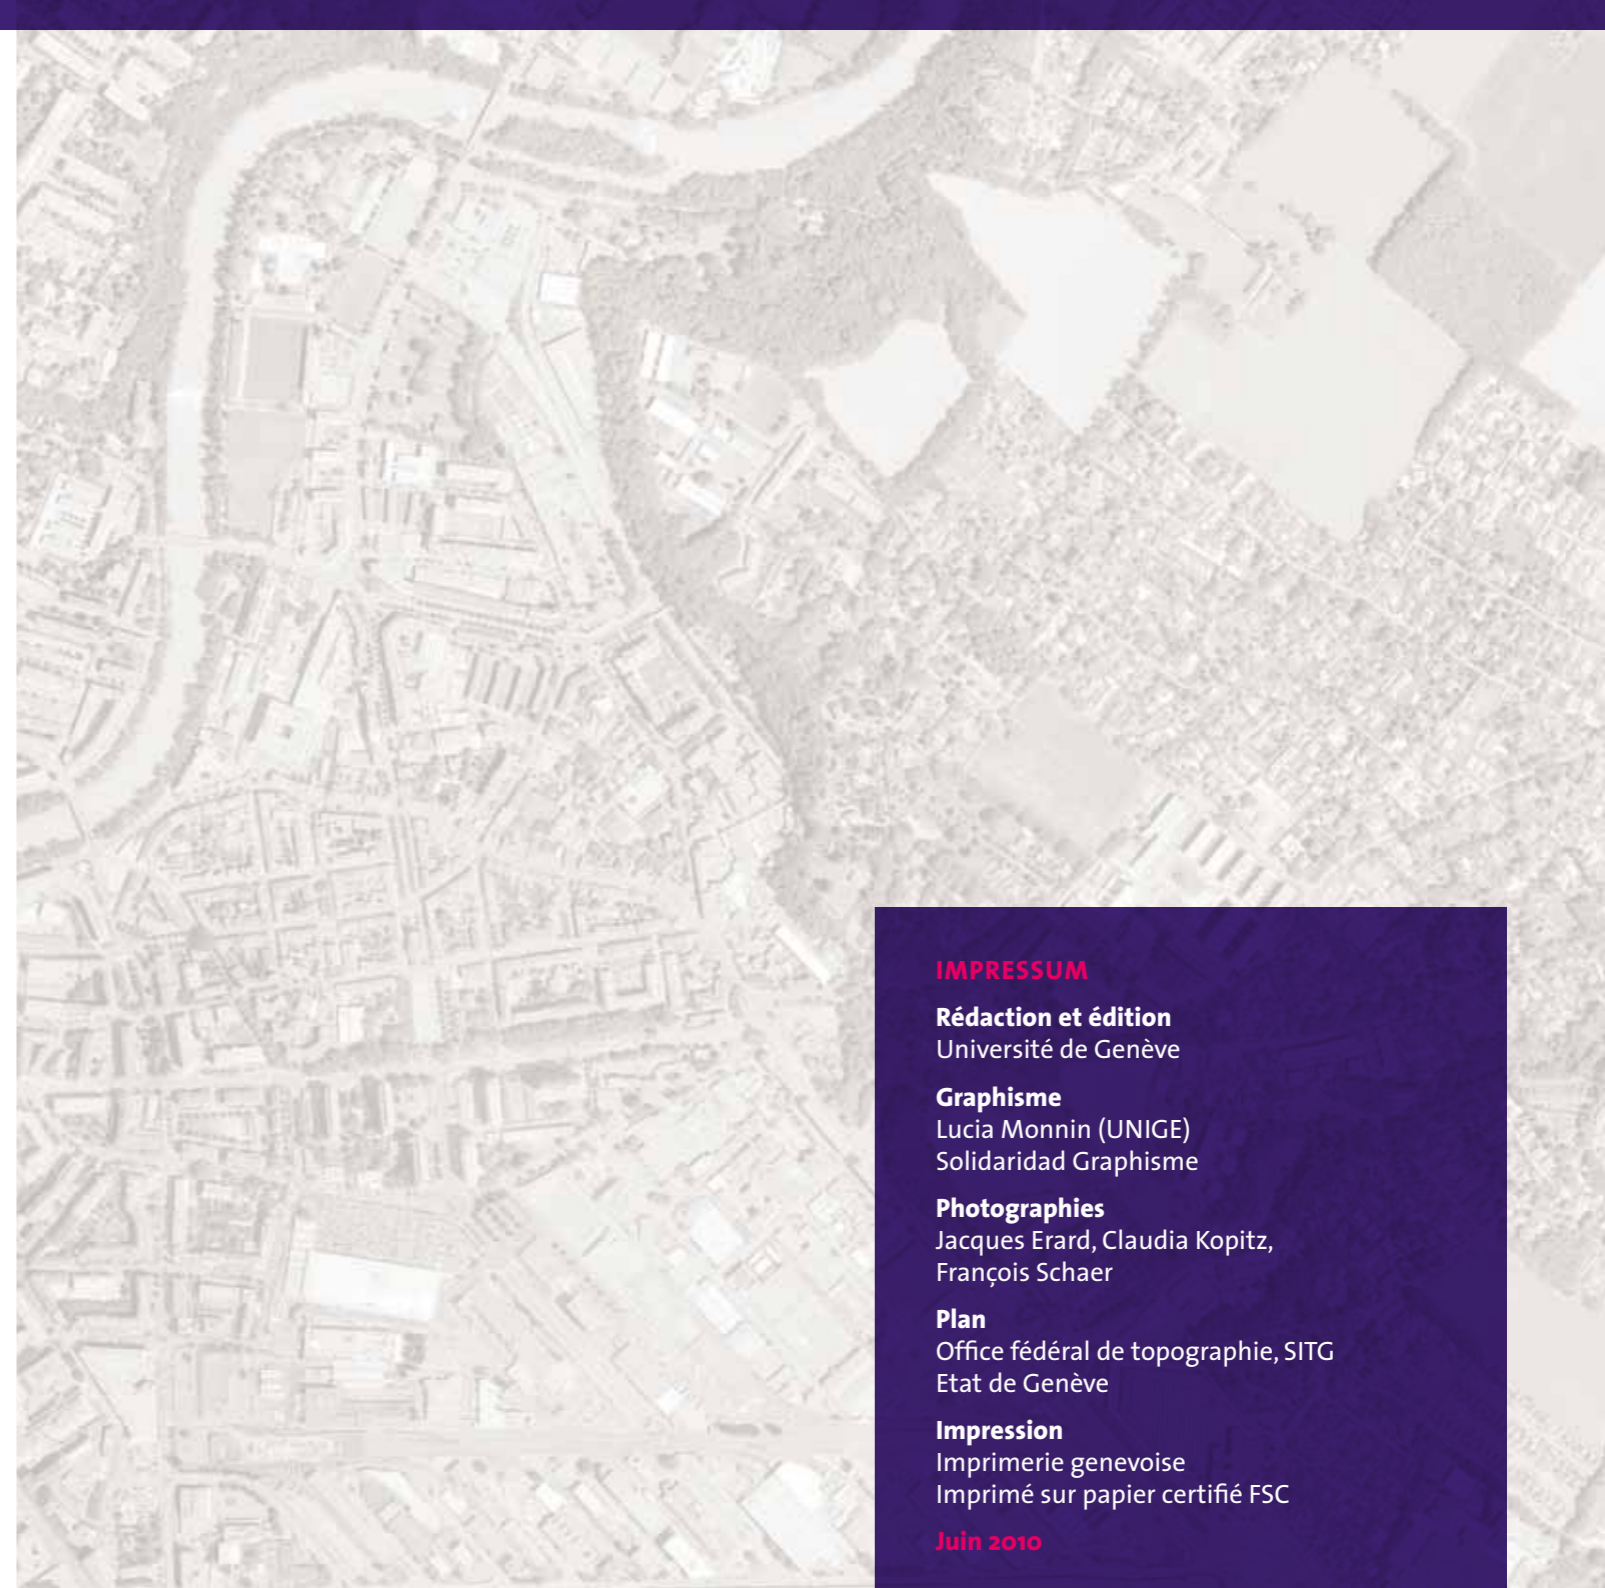 IMPRESSUM
Rédaction et édition
Université de Genève
Graphisme
Lucia Monnin (UNIGE)
Solidaridad Graphisme
Photographies
Jacques Erard, Claudia Kopitz,
François Schaer
Plan
Office fédéral de topographie, SITG
Etat de Genève
Impression
Imprimerie genevoise
Imprimé sur papier certifié FSC
Juin 2010